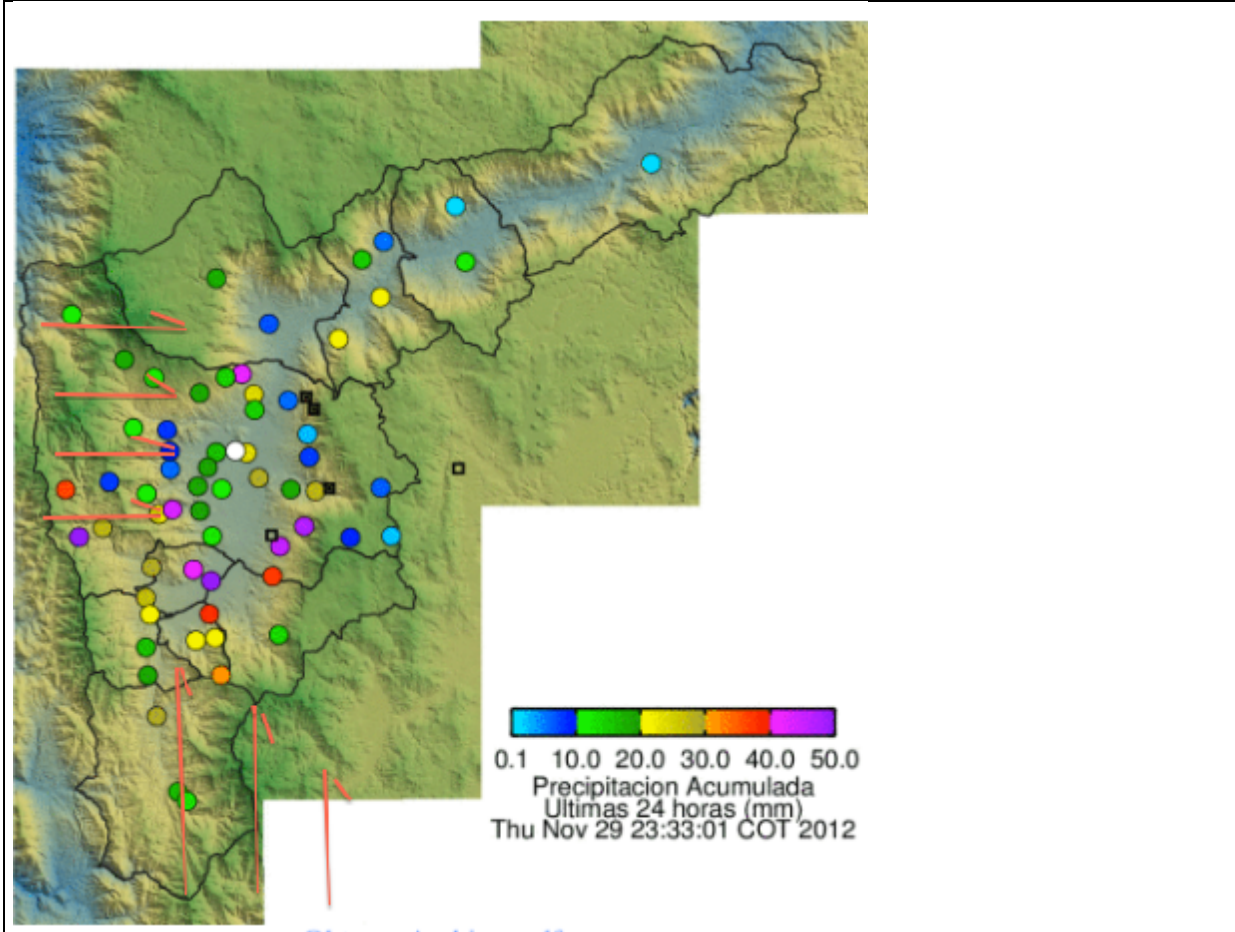 0.1 10.0 20.0 30.0 40.0 50.0
Precipitacion Acumulada
Ultimas 24 horas (mm)
Thu Nov 29 23:33:01 COT 2012